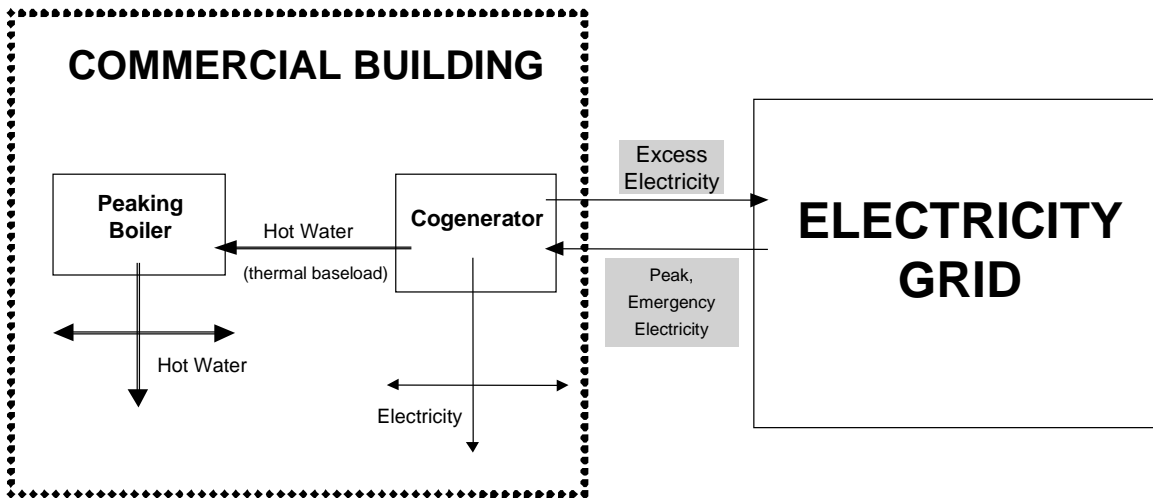 COMMERCIAL BUILDING
Peaking
Boiler
Hot Water
(thermal baseload)
Cogenerator
Excess
Electricity
Peak,
Emergency
Electricity
ELECTRICITY
GRID
Hot Water
Electricity